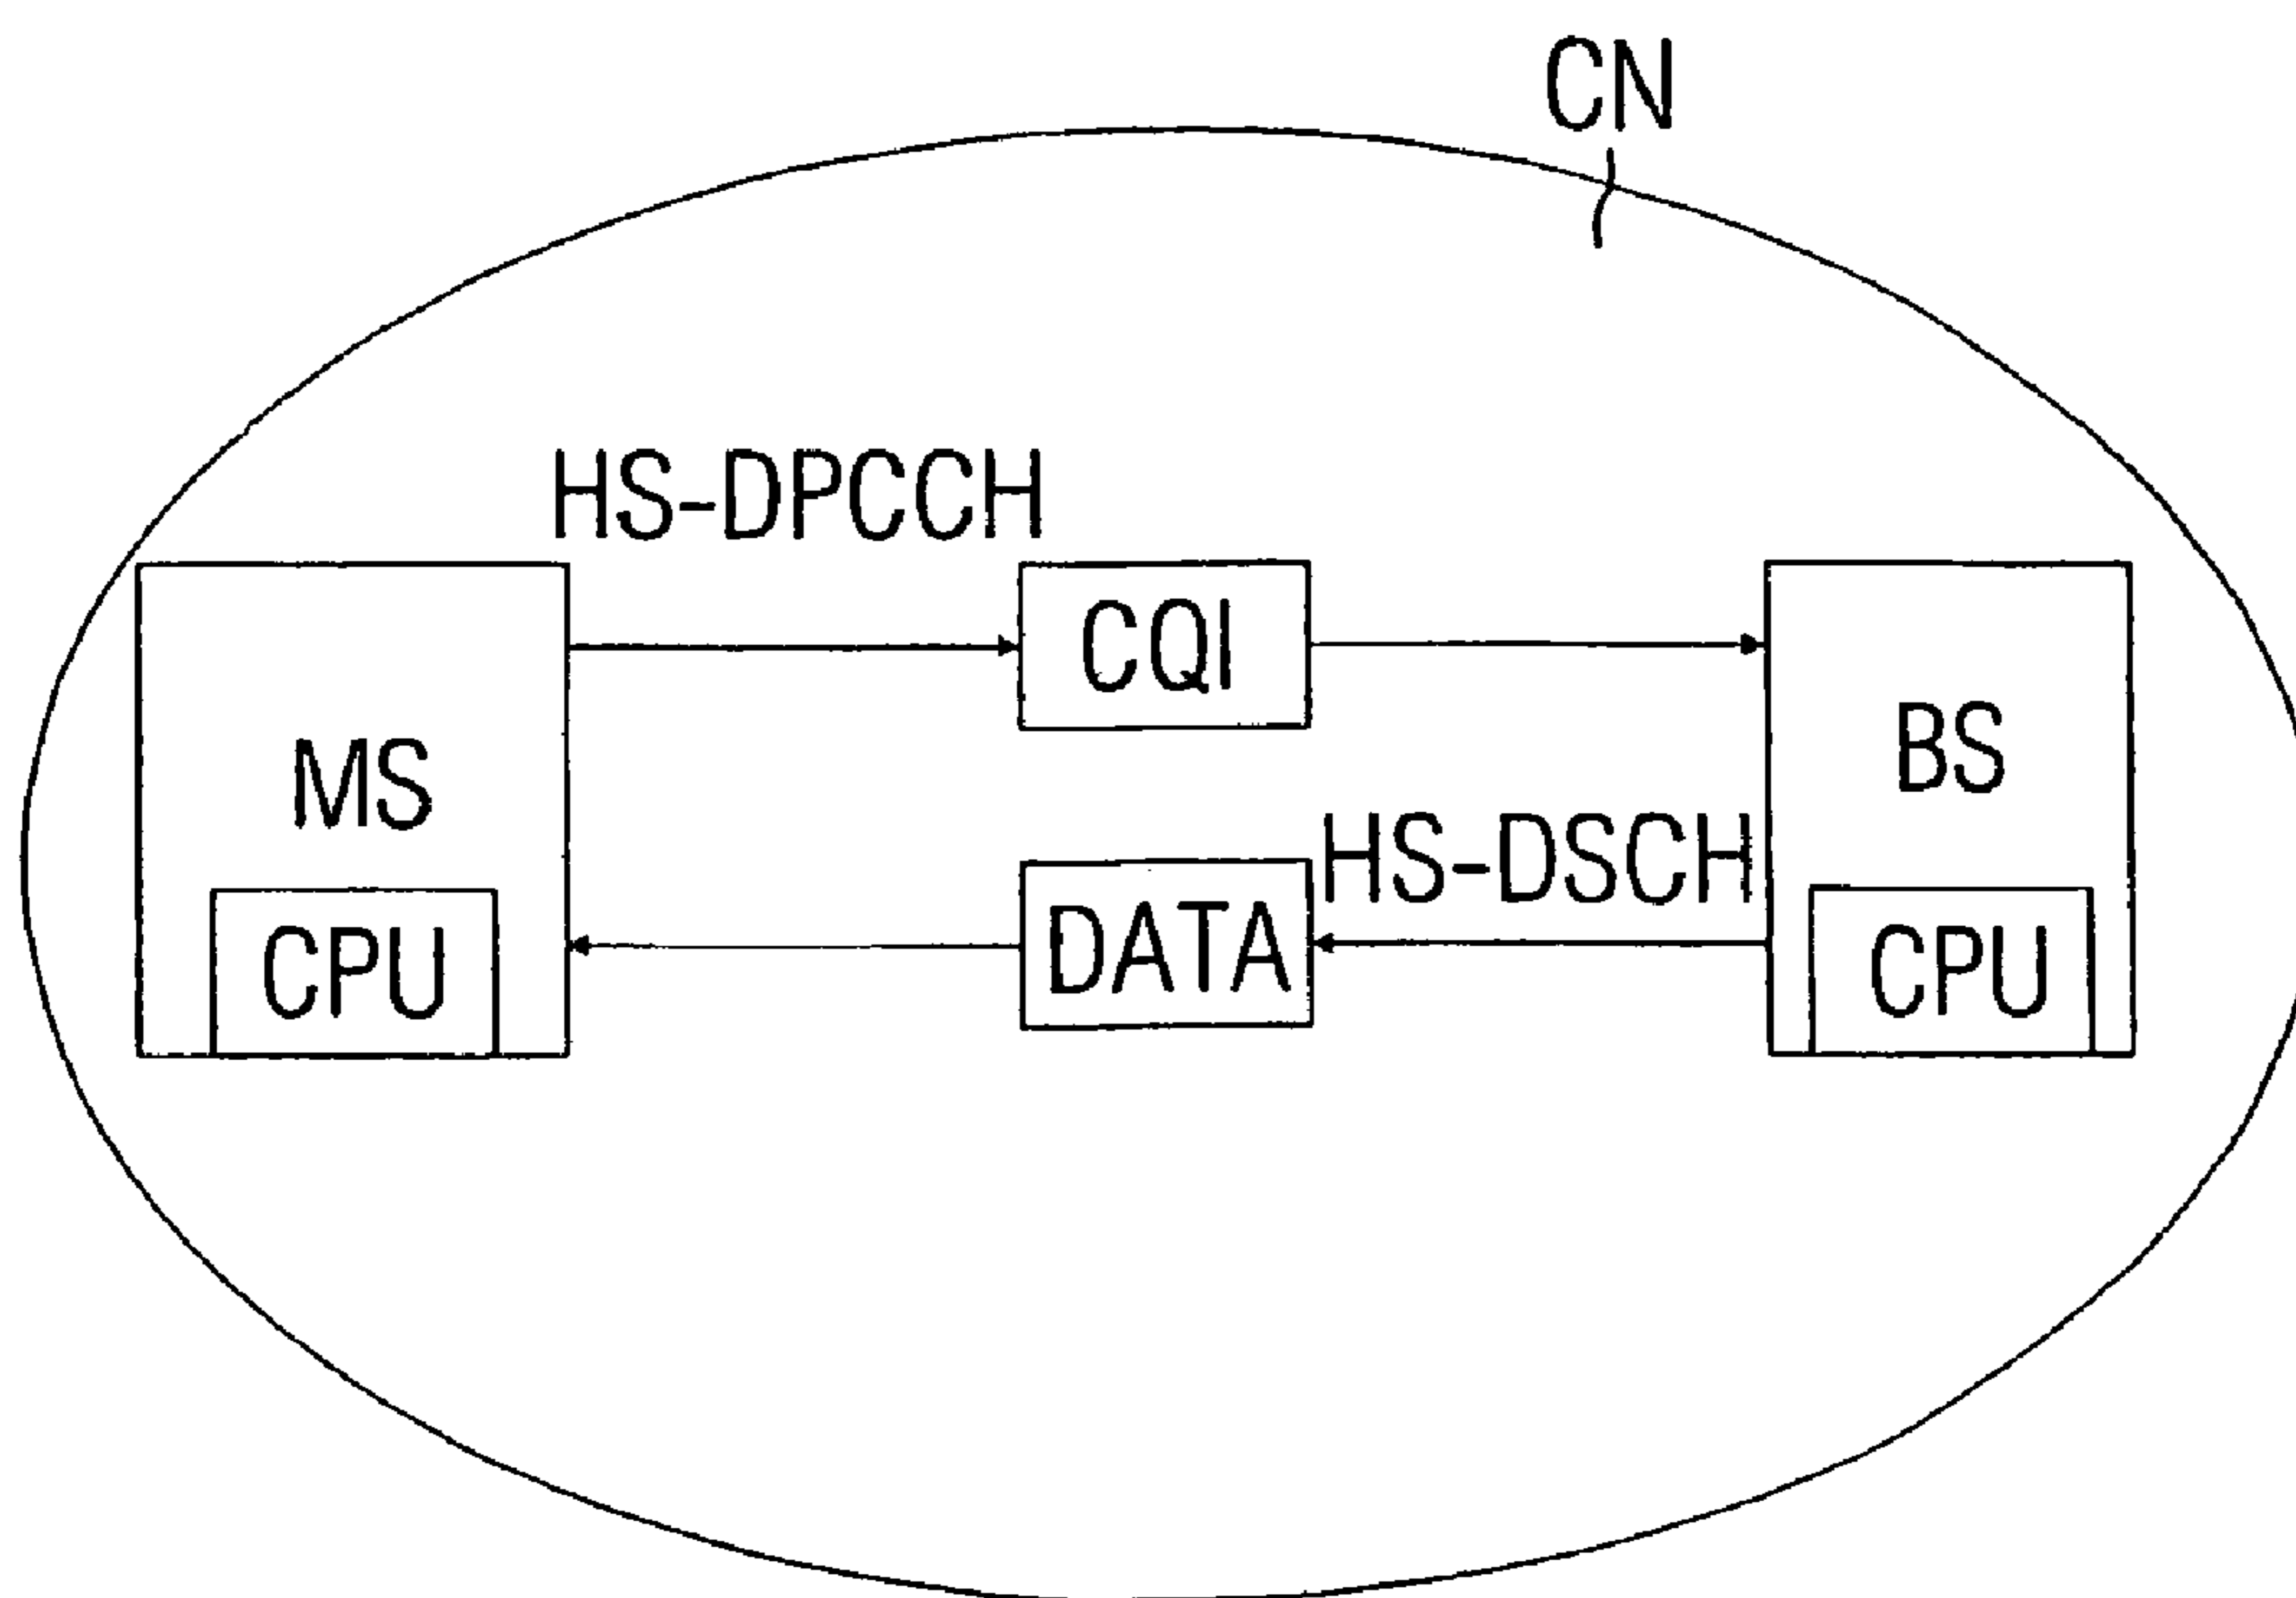 CN
HS-DPCCH
CQI
MS
BS
HS-DSCH
DATA
CPU
CPU